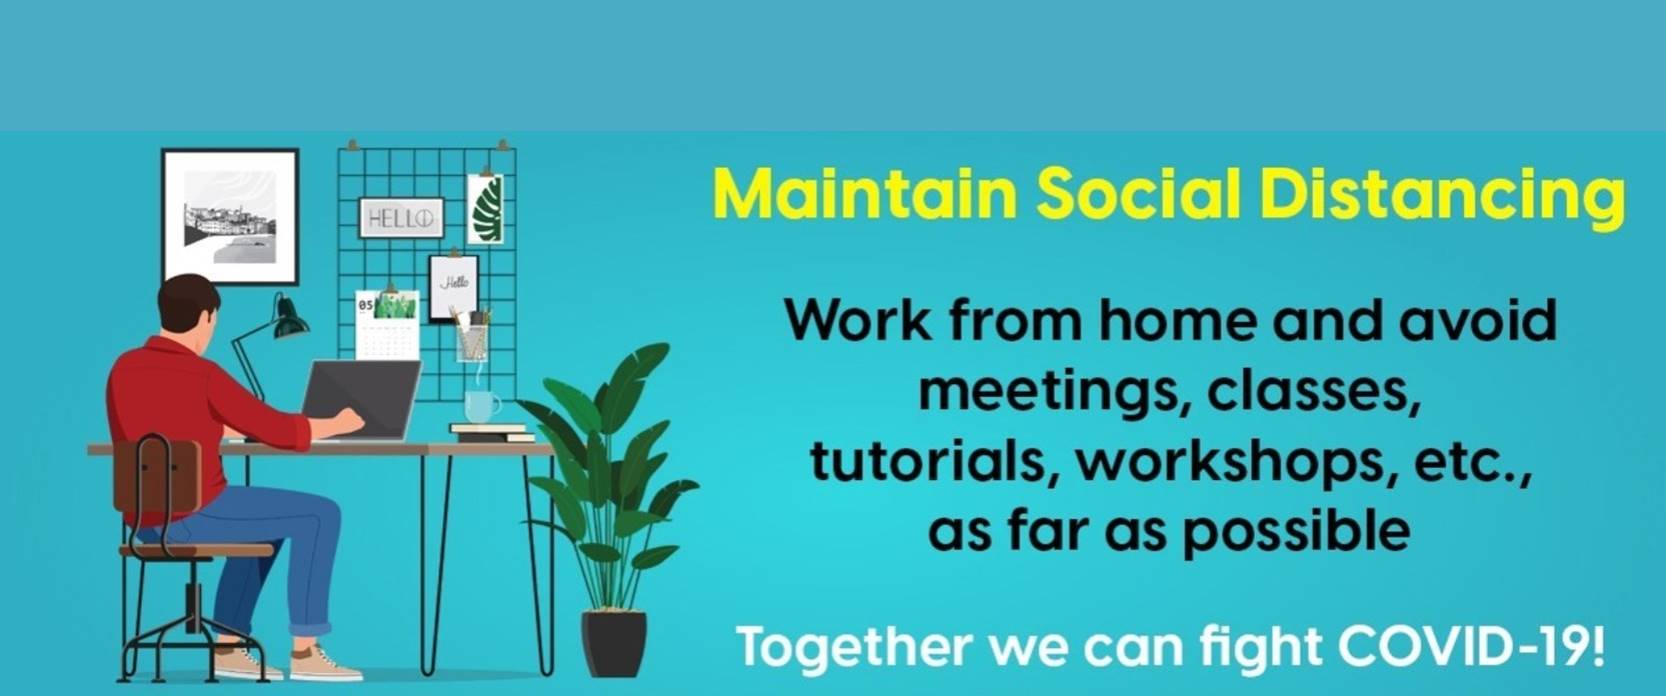 HELLO
Hello
05
Maintain Social Distancing
Work from home and avoid
meetings, classes,
tutorials, workshops, etc.,
as far as possible
Together we can fight COVID-19!